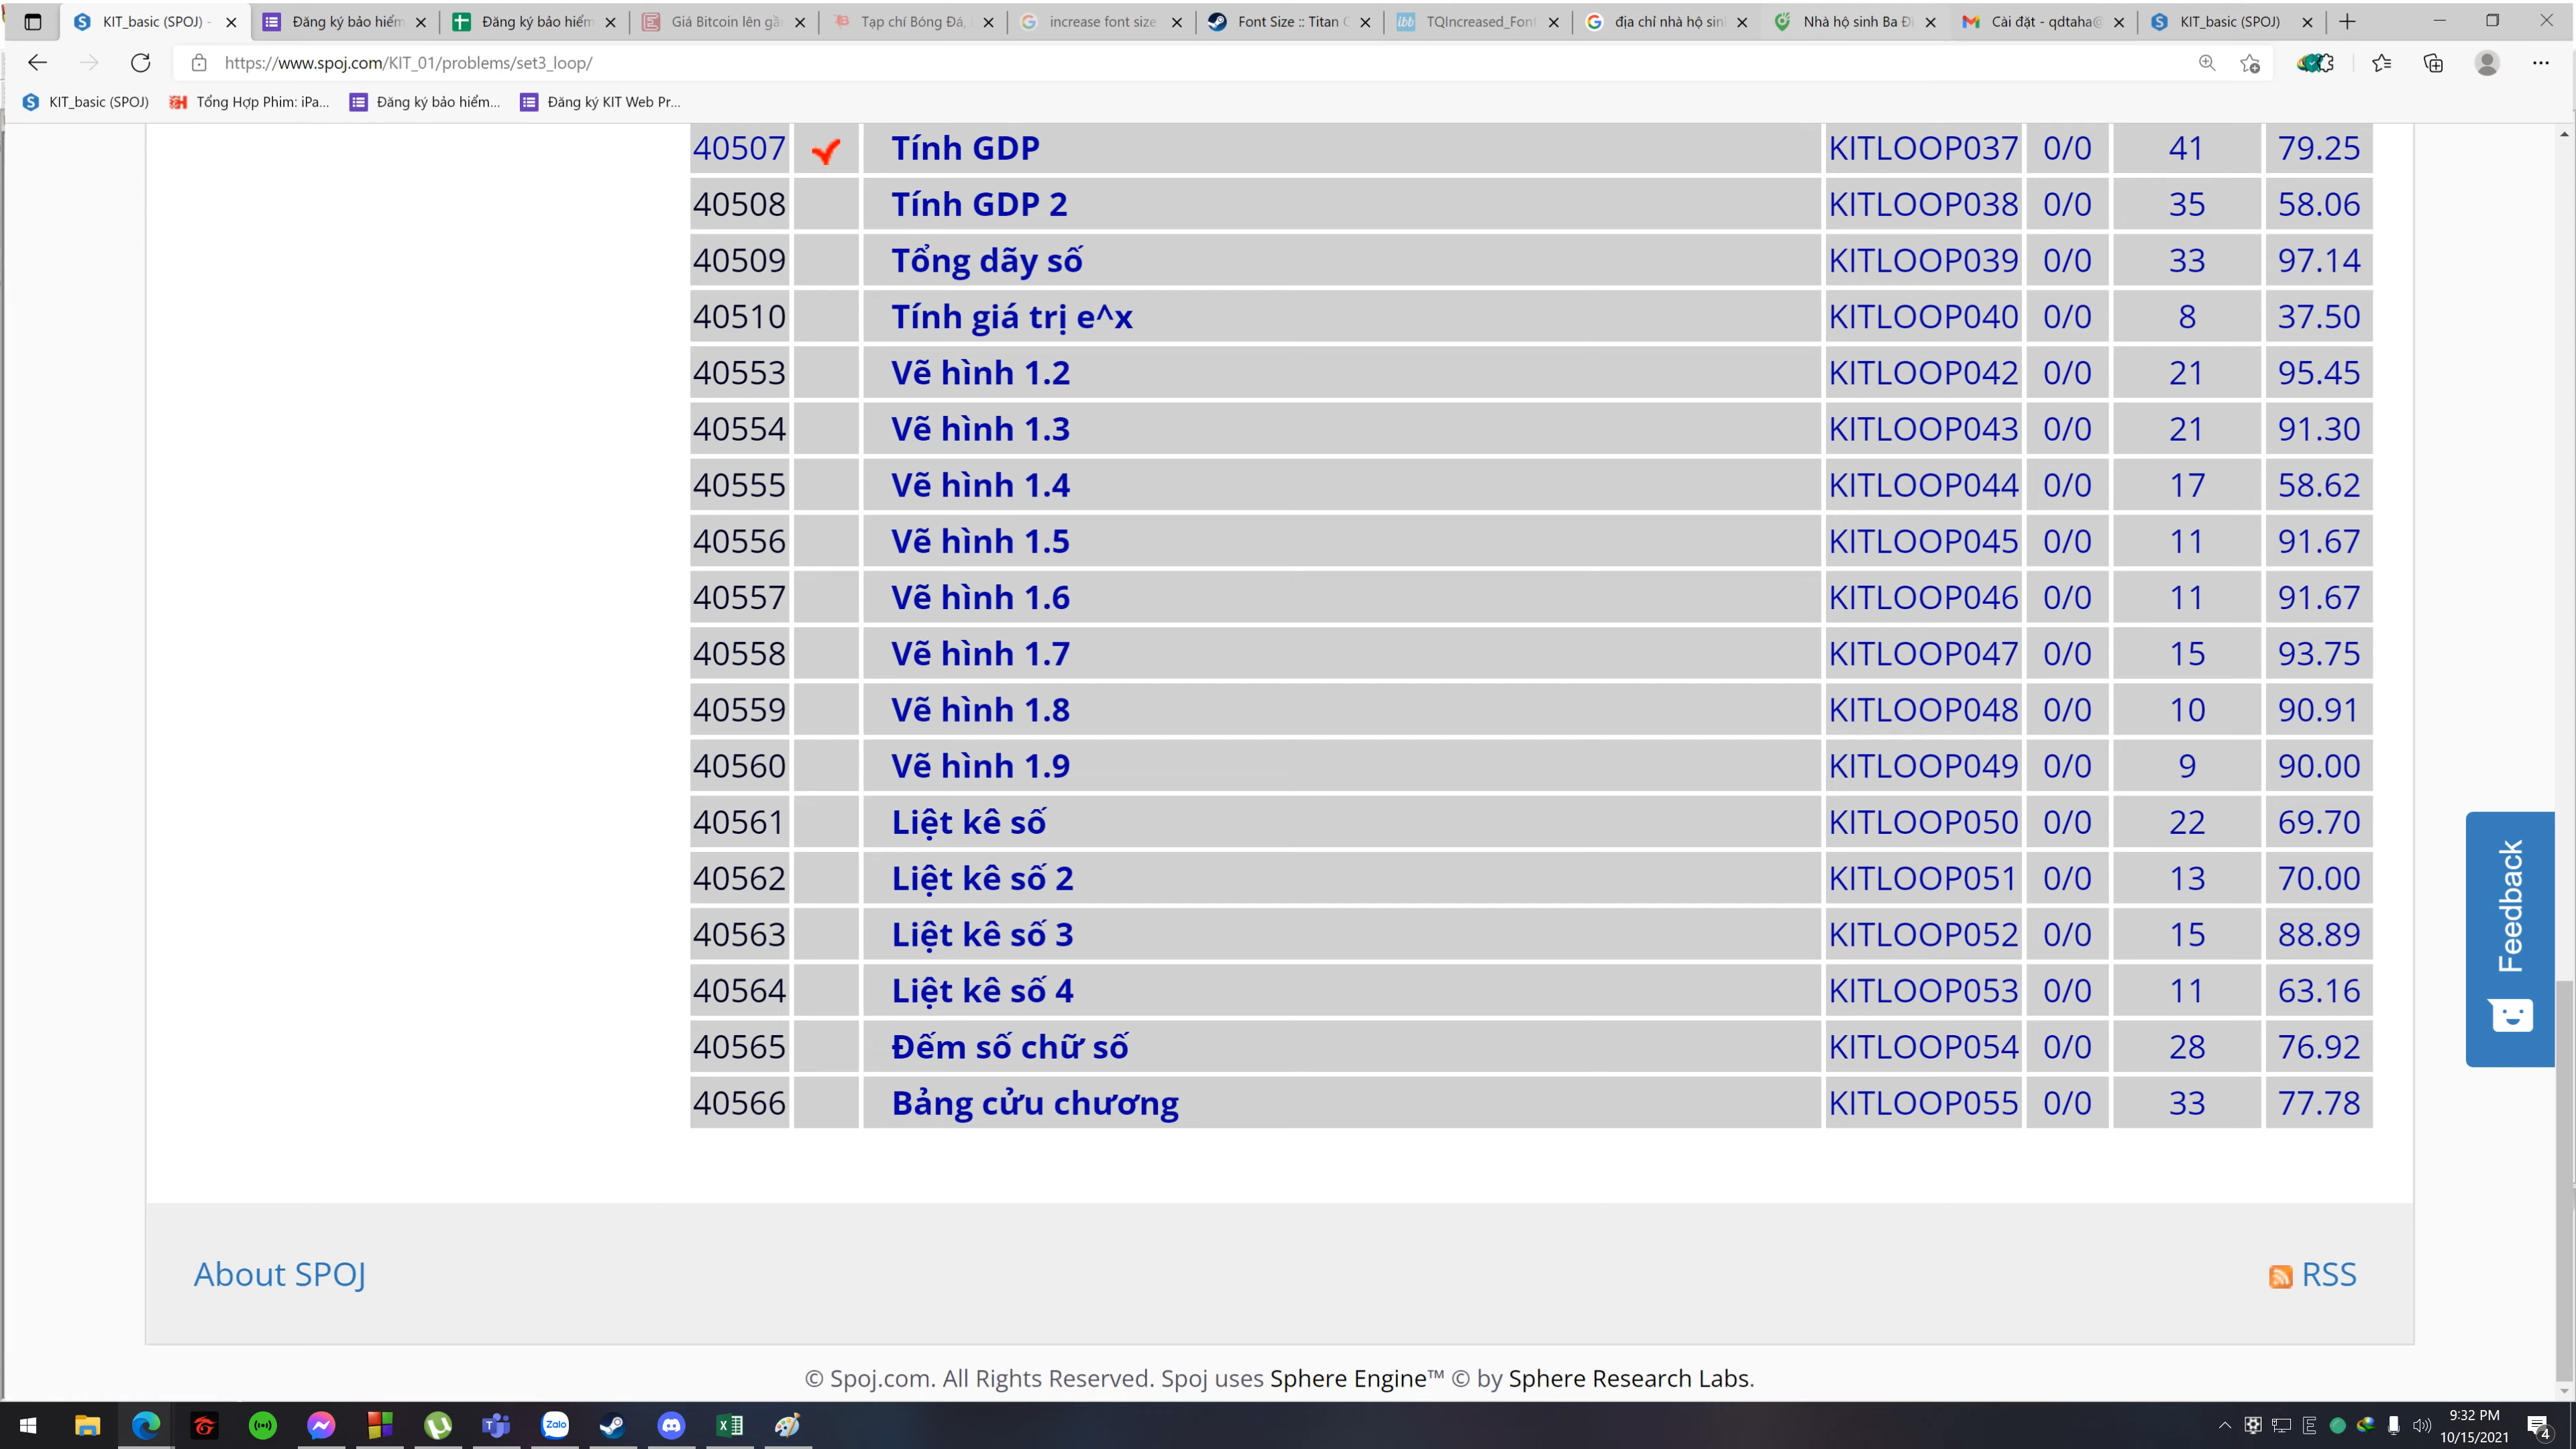 KIT_basic (SPOJ) -
Đăng ký bảo hiểm
Đăng ký bảo hiểm
Giá Bitcoin lên gầ
Tạp chí Bóng Đá,
increase font size
Font Size :: Titan
TQIncreased_Font
địa chỉ nhà hộ sin
Nhà hộ sinh Ba Đ
Cài đặt - qdtaha@
KIT_basic (SPOJ)
https://www.spoj.com/KIT_01/problems/set3_loop/
KIT_basic (SPOJ) Tổng Hợp Phim: iPa... Đăng ký bảo hiểm... Đăng ký KIT Web Pr...
40507 Tính GDP KITLOOP037 0/0 41 79.25
40508 Tính GDP 2 KITLOOP038 0/0 35 58.06
40509 Tổng dãy số KITLOOP039 0/0 33 97.14
40510 Tính giá trị e^x KITLOOP040 0/0 8 37.50
40553 Vẽ hình 1.2 KITLOOP042 0/0 21 95.45
40554 Vẽ hình 1.3 KITLOOP043 0/0 21 91.30
40555 Vẽ hình 1.4 KITLOOP044 0/0 17 58.62
40556 Vẽ hình 1.5 KITLOOP045 0/0 11 91.67
40557 Vẽ hình 1.6 KITLOOP046 0/0 11 91.67
40558 Vẽ hình 1.7 KITLOOP047 0/0 15 93.75
40559 Vẽ hình 1.8 KITLOOP048 0/0 10 90.91
40560 Vẽ hình 1.9 KITLOOP049 0/0 9 90.00
40561 Liệt kê số KITLOOP050 0/0 22 69.70
40562 Liệt kê số 2 KITLOOP051 0/0 13 70.00
40563 Liệt kê số 3 KITLOOP052 0/0 15 88.89
40564 Liệt kê số 4 KITLOOP053 0/0 11 63.16
40565 Đếm số chữ số KITLOOP054 0/0 28 76.92
40566 Bảng cửu chương KITLOOP055 0/0 33 77.78
Feedback
About SPOJ
RSS
© Spoj.com. All Rights Reserved. Spoj uses Sphere Engine™ © by Sphere Research Labs.
Zalo
9:32 PM
10/15/2021
4